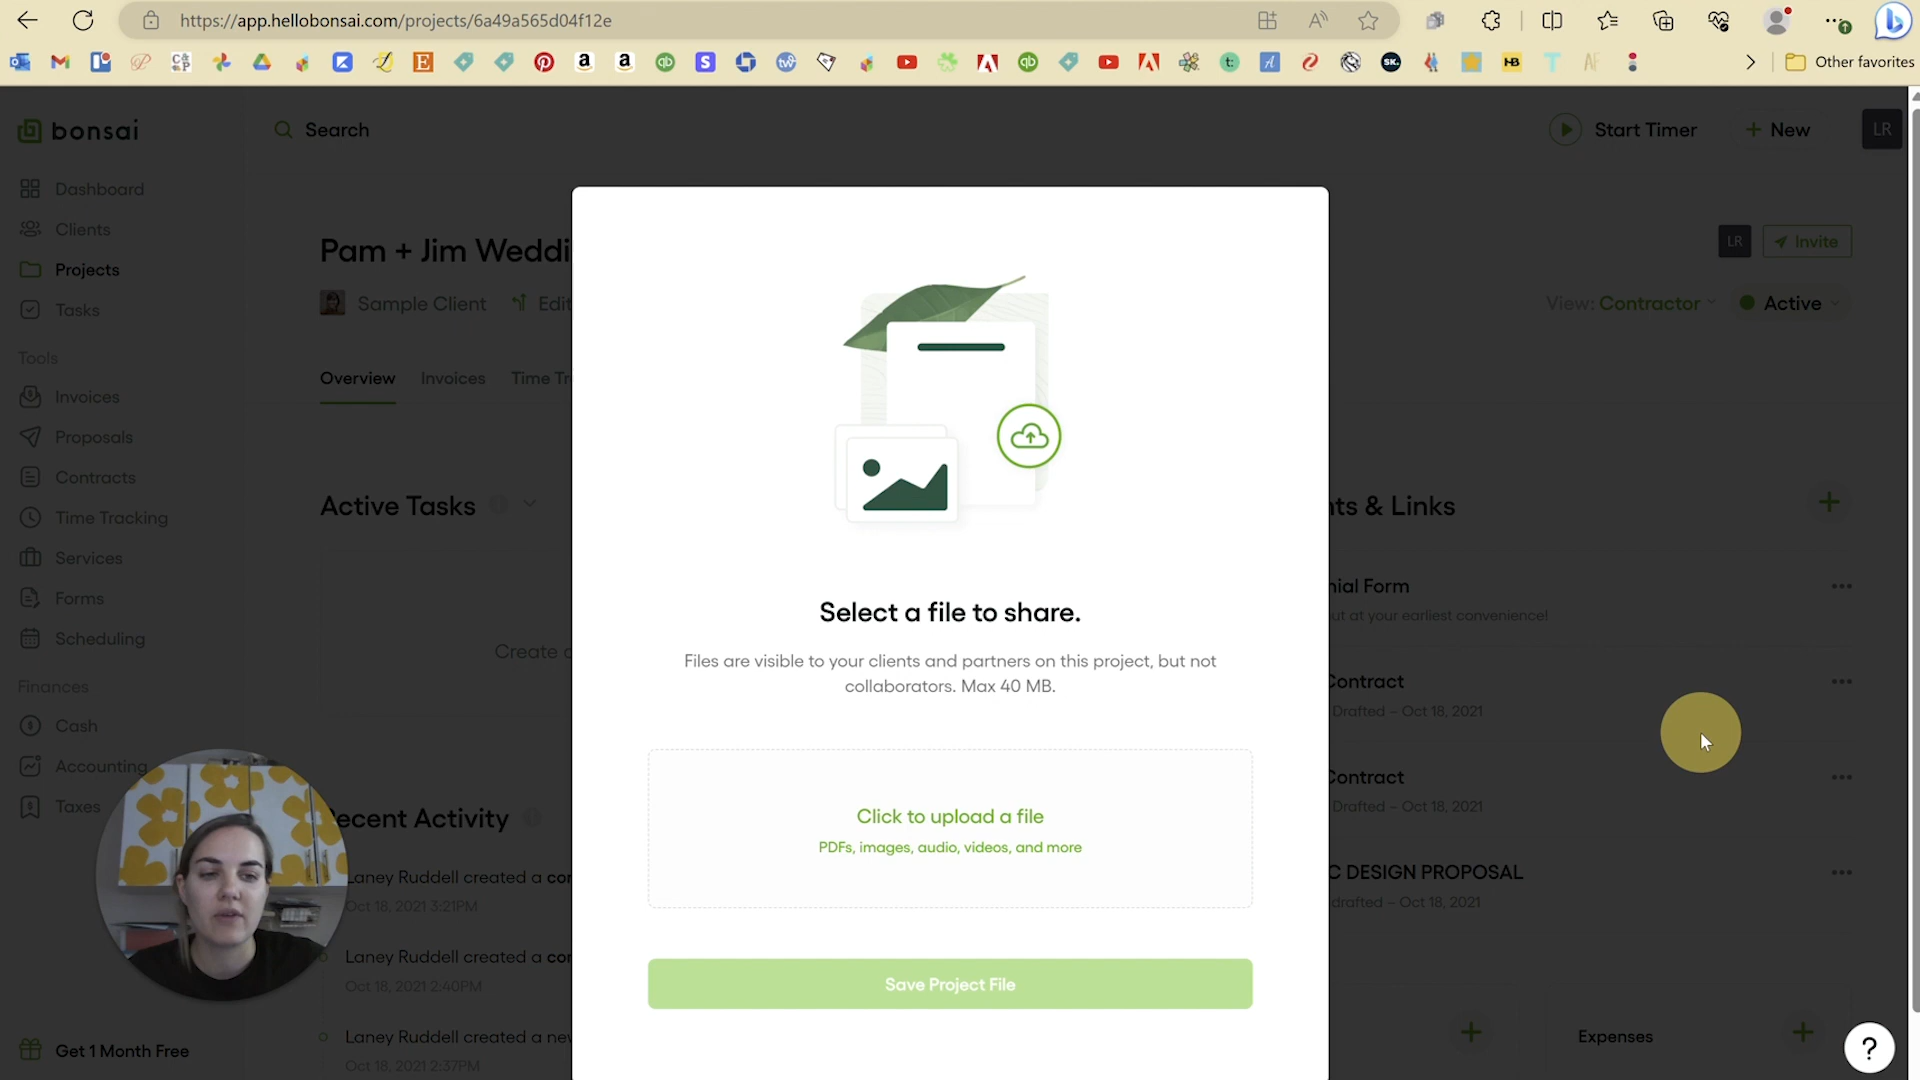 https://app.hellobonsai.com/projects/6a49a565d04f12e
Other favorites
bonsai
Search
Start Timer
+ New
LR
Dashboard
Clients
Projects
Tasks
Tools
Invoices
Proposals
Contracts
Time Tracking
Services
Forms
Scheduling
Finances
Cash
Accounting
Taxes
Get 1 Month Free
Pam + Jim Weddi
LR
Invite
Sample Client
Edit
View: Contractor
Active
Overview
Invoices
Time Tr
Active Tasks
Create
Recent Activity
Laney Ruddell created a con
Oct 18, 2021 3:21PM
Laney Ruddell created a con
Oct 18, 2021 2:40PM
Laney Ruddell created a new
Oct 18, 2021 2:37PM
Select a file to share.
Files are visible to your clients and partners on this project, but not
collaborators. Max 40 MB.
Click to upload a file
PDFs, images, audio, videos, and more
Save Project File
nts & Links
nial Form
ut at your earliest convenience!
Contract
Drafted – Oct 18, 2021
Contract
Drafted – Oct 18, 2021
C DESIGN PROPOSAL
drafted – Oct 18, 2021
Expenses
?